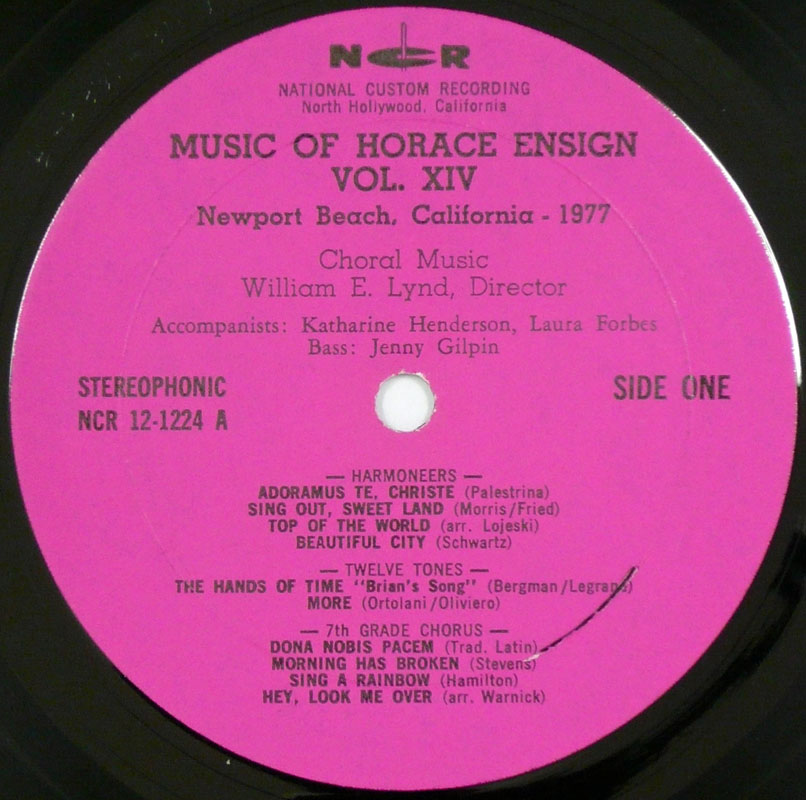 NCR
NATIONAL CUSTOM RECORDING
North Hollywood, California
MUSIC OF HORACE ENSIGN
VOL. XIV
Newport Beach, California - 1977
Choral Music
William E. Lynd, Director
Accompanists: Katharine Henderson, Laura Forbes
Bass: Jenny Gilpin
STEREOPHONIC
NCR 12-1224 A
SIDE ONE
— HARMONEERS —
ADORAMUS TE, CHRISTE (Palestrina)
SING OUT, SWEET LAND (Morris/Fried)
TOP OF THE WORLD (arr. Lojeski)
BEAUTIFUL CITY (Schwartz)
— TWELVE TONES —
THE HANDS OF TIME "Brian's Song" (Bergman/Legrand)
MORE (Ortolani/Oliviero)
— 7th GRADE CHORUS —
DONA NOBIS PACEM (Trad. Latin)
MORNING HAS BROKEN (Stevens)
SING A RAINBOW (Hamilton)
HEY, LOOK ME OVER (arr. Warnick)